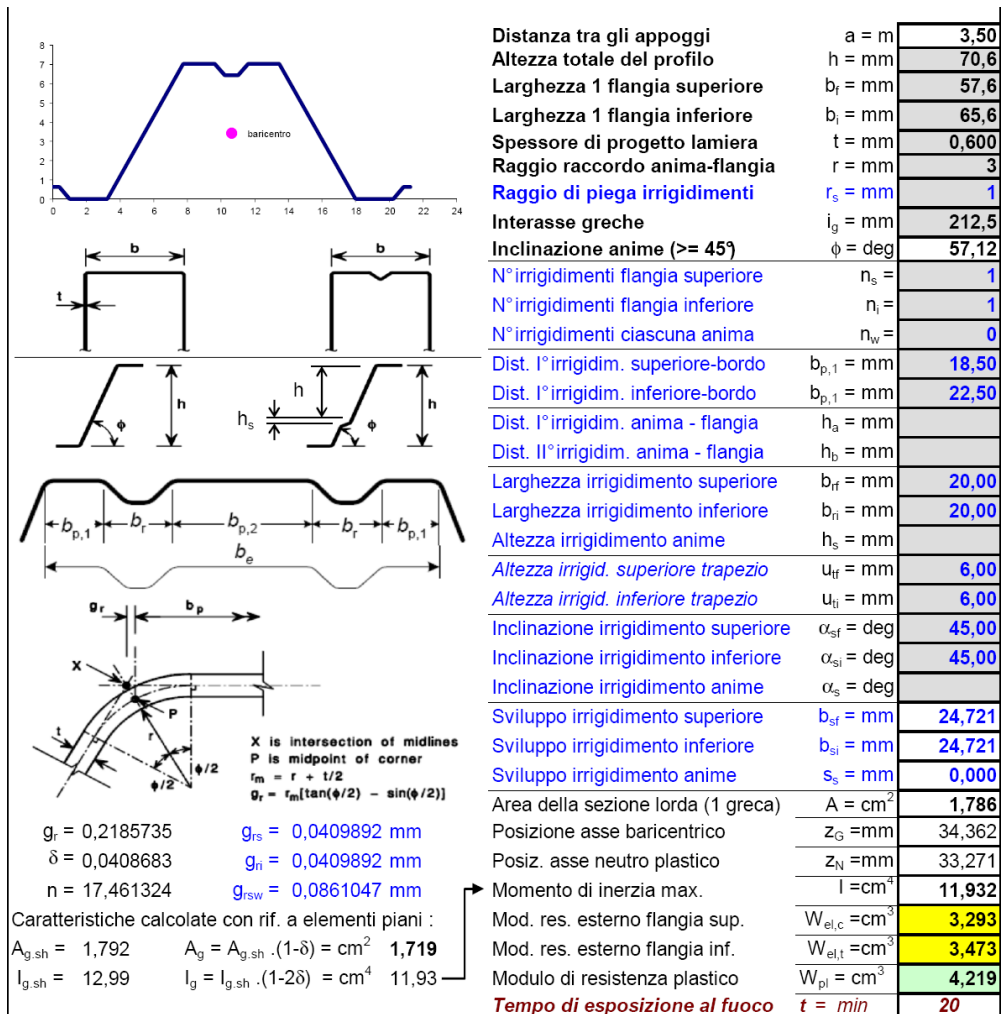 8
7
6
5
4
3
2
1
0
0 2 4 6 8 10 12 14 16 18 20 22 24
baricentro
Distanza tra gli appoggi a = m 3,50
Altezza totale del profilo h = mm 70,6
Larghezza 1 flangia superiore bf = mm 57,6
Larghezza 1 flangia inferiore bi = mm 65,6
Spessore di progetto lamiera t = mm 0,600
Raggio raccordo anima-flangia r = mm 3
Raggio di piega irrigidimenti rs = mm 1
Interasse greche ig = mm 212,5
Inclinazione anime (>= 45°) ϕ = deg 57,12
N° irrigidimenti flangia superiore ns = 1
N° irrigidimenti flangia inferiore ni = 1
N° irrigidimenti ciascuna anima nw = 0
Dist. I° irrigidim. superiore-bordo bp,1 = mm 18,50
Dist. I° irrigidim. inferiore-bordo bp,1 = mm 22,50
Dist. I° irrigidim. anima - flangia ha = mm
Dist. II° irrigidim. anima - flangia hb = mm
Larghezza irrigidimento superiore brf = mm 20,00
Larghezza irrigidimento inferiore bri = mm 20,00
Altezza irrigidimento anime hs = mm
Altezza irrigid. superiore trapezio utf = mm 6,00
Altezza irrigid. inferiore trapezio uti = mm 6,00
Inclinazione irrigidimento superiore αsf = deg 45,00
Inclinazione irrigidimento inferiore αsi = deg 45,00
Inclinazione irrigidimento anime αs = deg
Sviluppo irrigidimento superiore bsf = mm 24,721
Sviluppo irrigidimento inferiore bsi = mm 24,721
Sviluppo irrigidimento anime ss = mm 0,000
Area della sezione lorda (1 greca) A = cm² 1,786
Posizione asse baricentrico zG =mm 34,362
Posiz. asse neutro plastico zN =mm 33,271
Momento di inerzia max. I =cm⁴ 11,932
Mod. res. esterno flangia sup. Wel,c =cm³ 3,293
Mod. res. esterno flangia inf. Wel,t =cm³ 3,473
Modulo di resistenza plastico Wpl = cm³ 4,219
Tempo di esposizione al fuoco t = min 20
b b
t
h h
ϕ hs ϕ h
bp,1 br bp,2 br bp,1
be
gr bp
X
P
t r
ϕ/2 ϕ/2
X is intersection of midlines
P is midpoint of corner
rm = r + t/2
gr = rm[tan(ϕ/2) − sin(ϕ/2)]
gr = 0,2185735 grs = 0,0409892 mm
δ = 0,0408683 gri = 0,0409892 mm
n = 17,461324 grsw = 0,0861047 mm
Caratteristiche calcolate con rif. a elementi piani :
Ag.sh = 1,792 Ag = Ag.sh .(1-δ) = cm² 1,719
Ig.sh = 12,99 Ig = Ig.sh .(1-2δ) = cm⁴ 11,93